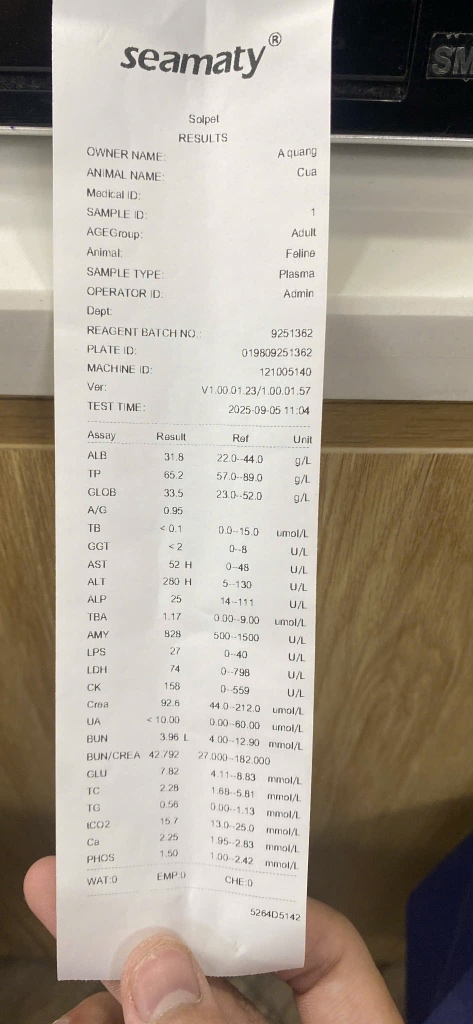 seamaty®
SM
Solpet
RESULTS
OWNER NAME: A quang
ANIMAL NAME: Cua
Medical ID:
SAMPLE ID: 1
AGEGroup: Adult
Animal: Feline
SAMPLE TYPE: Plasma
OPERATOR ID: Admin
Dept:
REAGENT BATCH NO.: 9251362
PLATE ID: 019809251362
MACHINE ID: 121005140
Ver: V1.00.01.23/1.00.01.57
TEST TIME: 2025-09-05 11:04
Assay Result Ref Unit
ALB 31.8 22.0--44.0 g/L
TP 65.2 57.0--89.0 g/L
GLOB 33.5 23.0--52.0 g/L
A/G 0.95
TB < 0.1 0.0--15.0 umol/L
GGT < 2 0--8 U/L
AST 52 H 0--48 U/L
ALT 280 H 5--130 U/L
ALP 25 14--111 U/L
TBA 1.17 0.00--9.00 umol/L
AMY 828 500--1500 U/L
LPS 27 0--40 U/L
LDH 74 0--798 U/L
CK 158 0--559 U/L
Crea 92.6 44.0--212.0 umol/L
UA < 10.00 0.00--60.00 umol/L
BUN 3.96 L 4.00--12.90 mmol/L
BUN/CREA 42.792 27.000--182.000
GLU 7.82 4.11--8.83 mmol/L
TC 2.28 1.68--5.81 mmol/L
TG 0.56 0.00--1.13 mmol/L
tCO2 15.7 13.0--25.0 mmol/L
Ca 2.25 1.95--2.83 mmol/L
PHOS 1.50 1.00--2.42 mmol/L
WAT:0 EMP:0 CHE:0
5264D5142